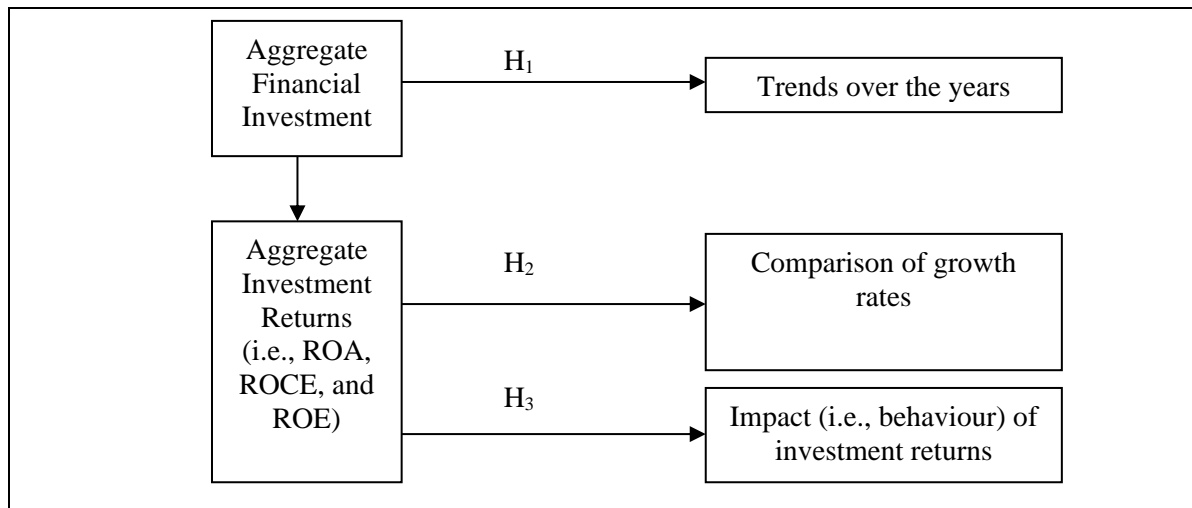 Aggregate
Financial
Investment
H₁
Trends over the years
Aggregate
Investment
Returns
(i.e., ROA,
ROCE, and
ROE)
H₂
Comparison of growth
rates
H₃
Impact (i.e., behaviour) of
investment returns